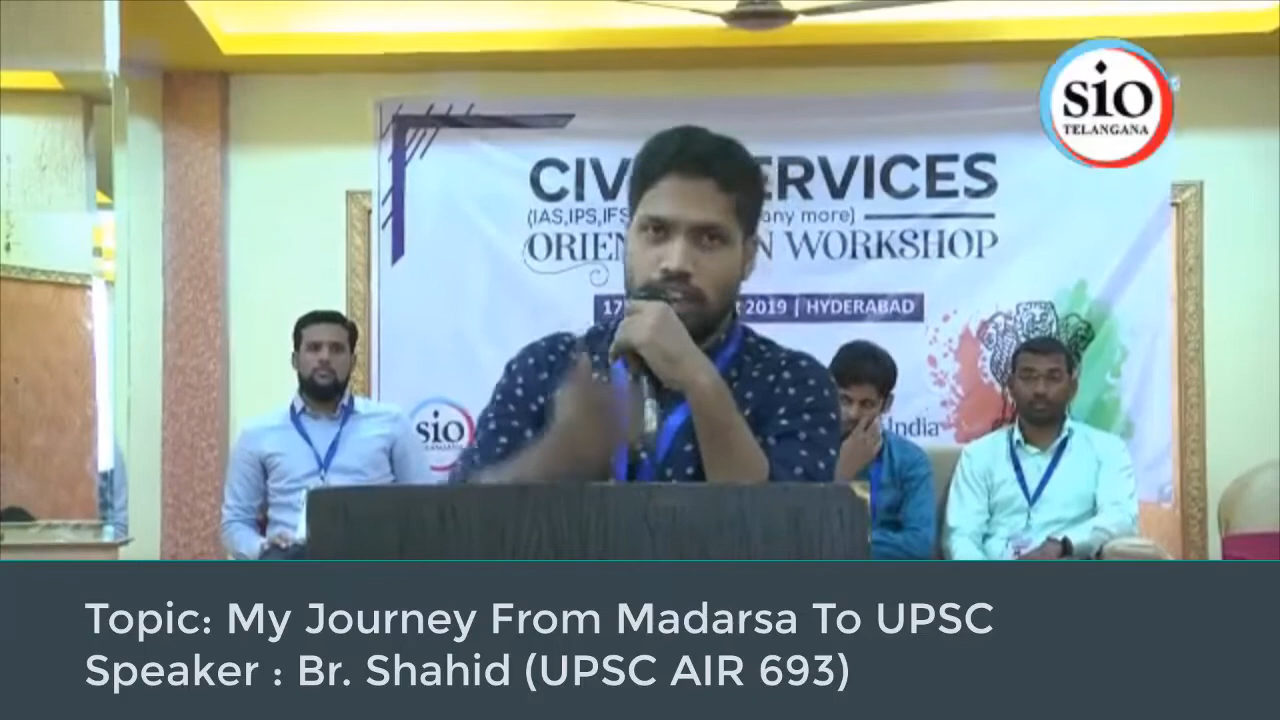 sio
TELANGANA
CIV ERVICES
(IAS,IPS,IFS any more)
ORIEN N WORKSHOP
17 2019 | HYDERABAD
sio
TELANGANA
India
Topic: My Journey From Madarsa To UPSC
Speaker : Br. Shahid (UPSC AIR 693)